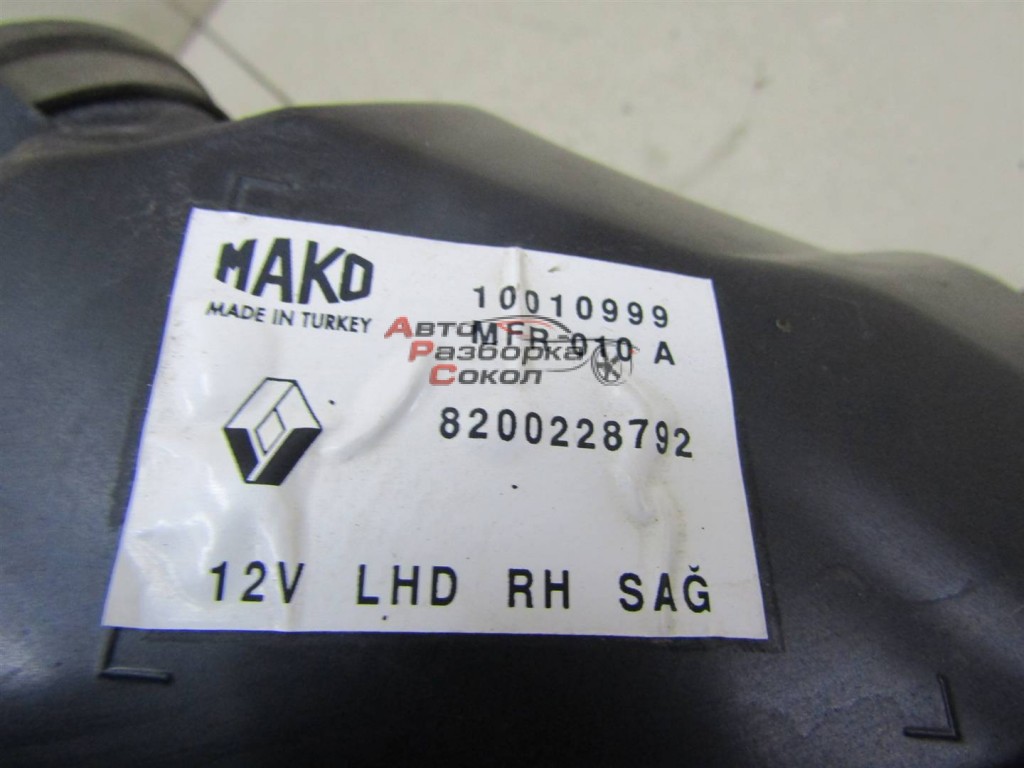 MAKO
MADE IN TURKEY
10010999
MFR-010 A
АВТО
РАЗБОРКА
СОКОЛ
8200228792
12V LHD RH SAĞ